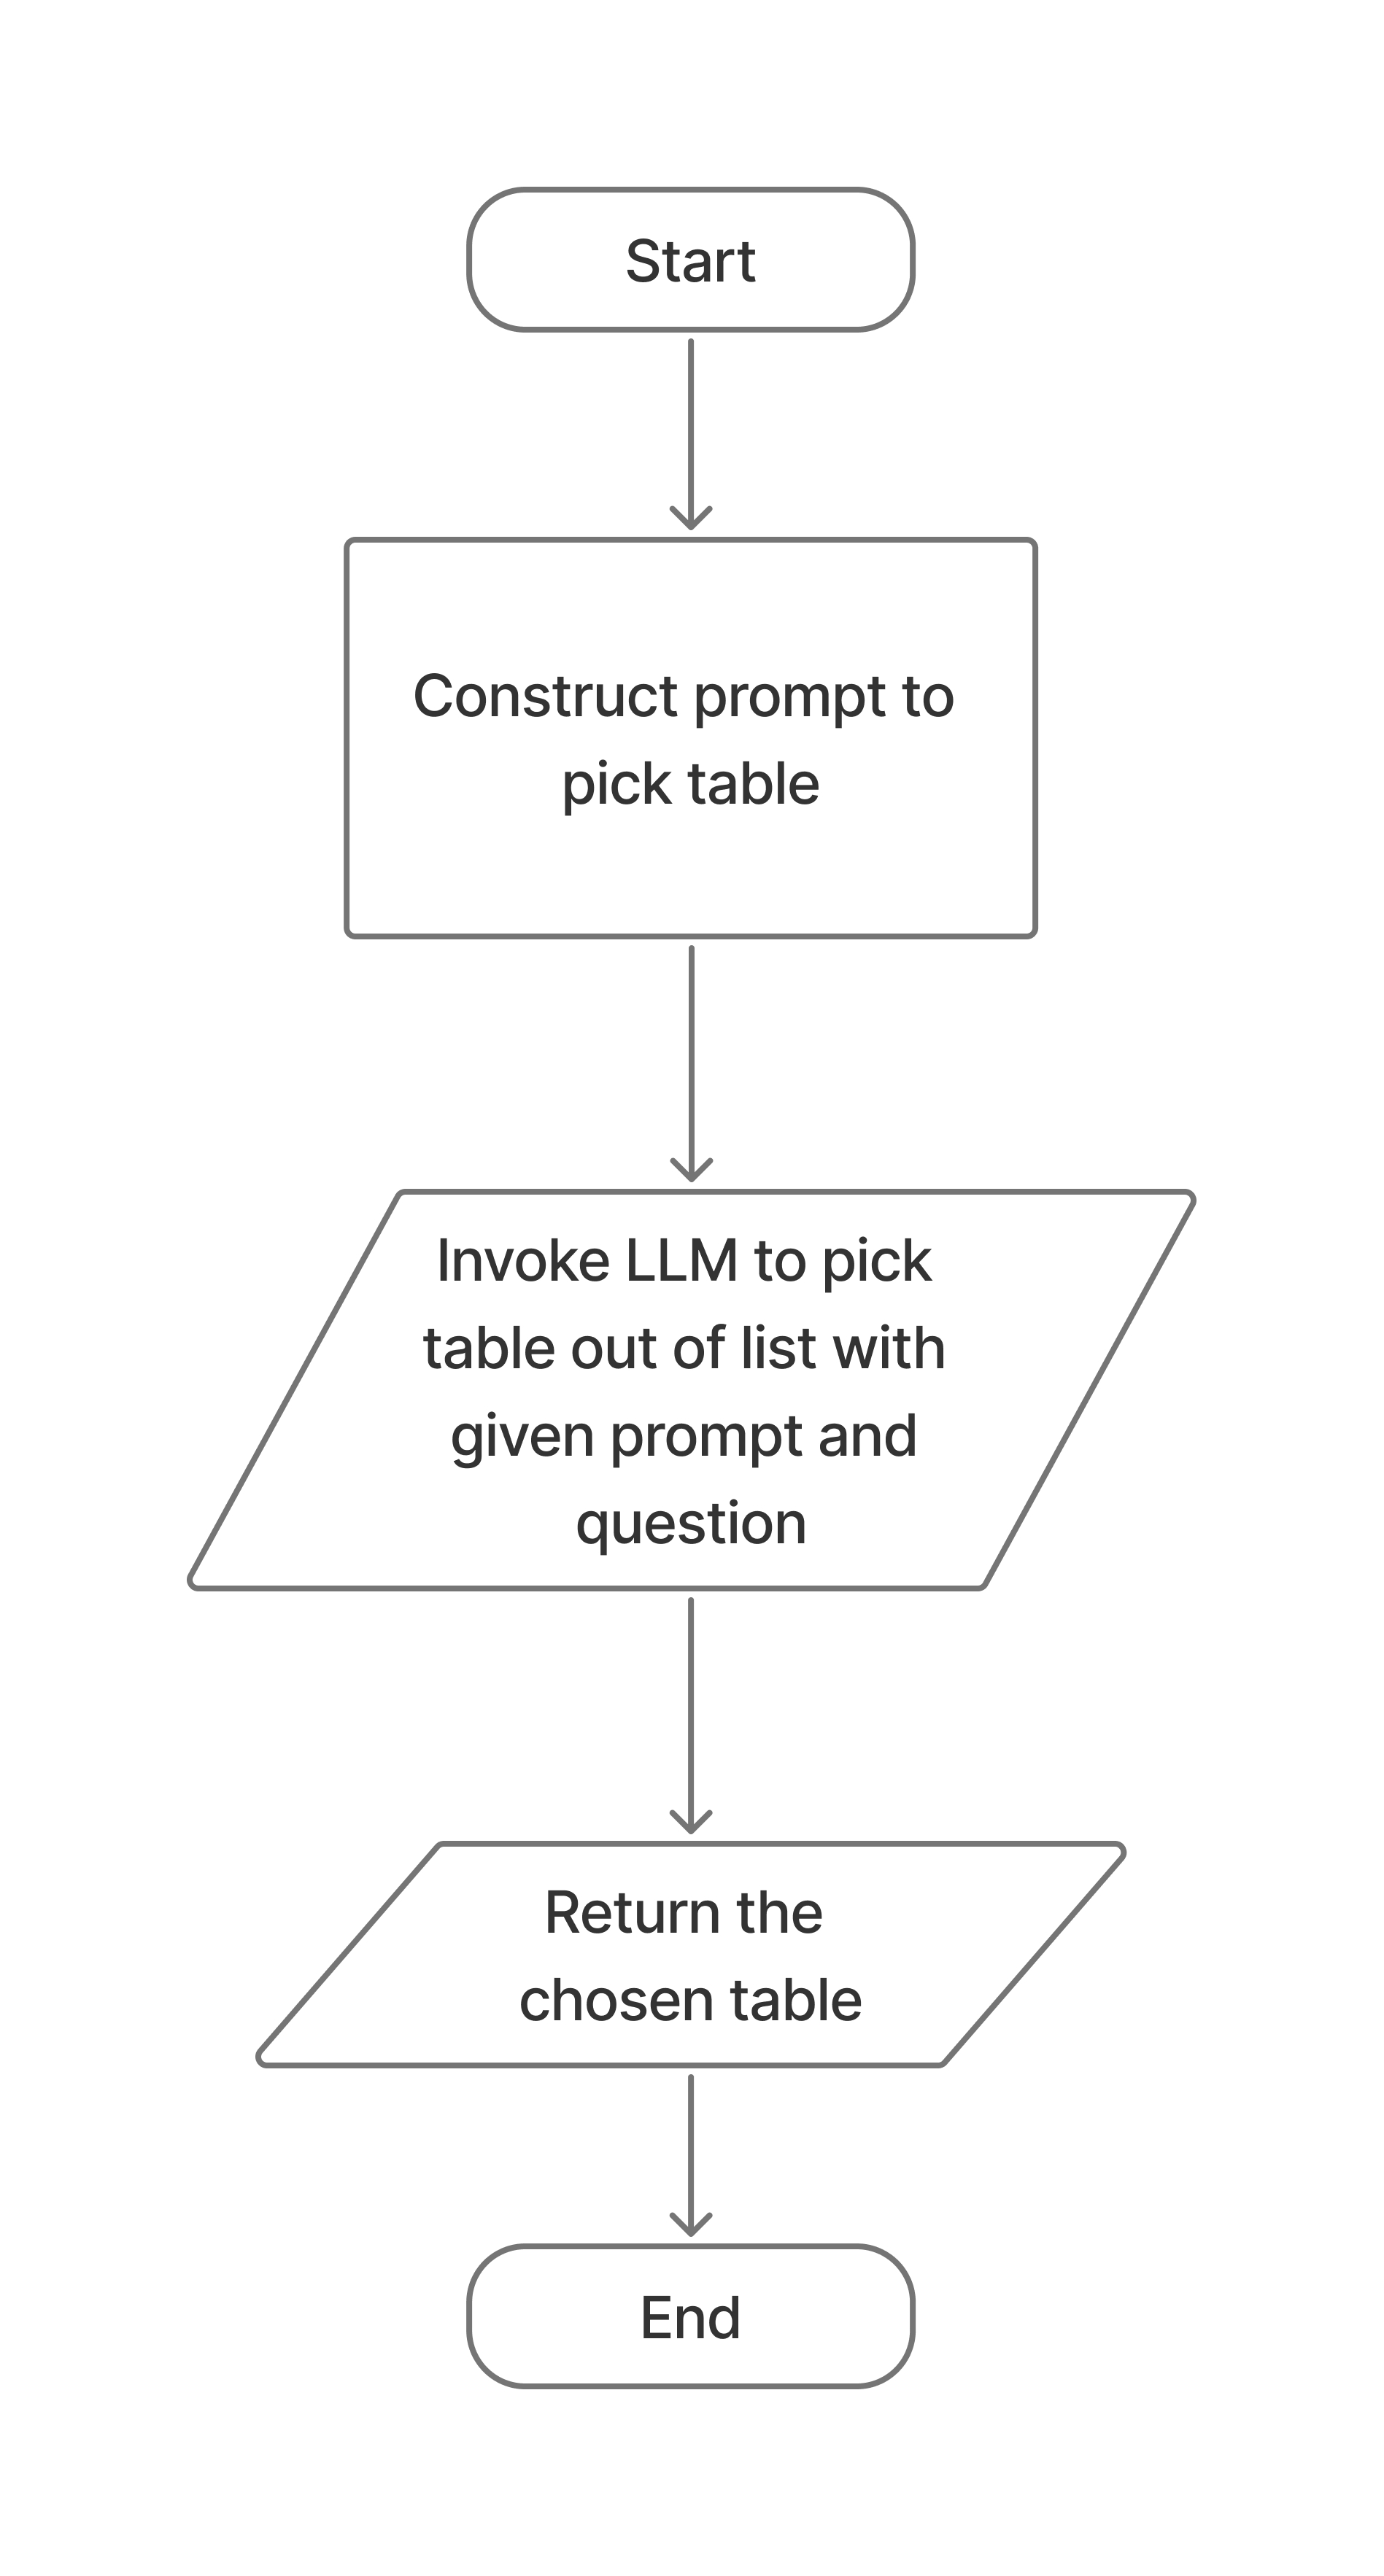 Start
Construct prompt to
pick table
Invoke LLM to pick
table out of list with
given prompt and
question
Return the
chosen table
End